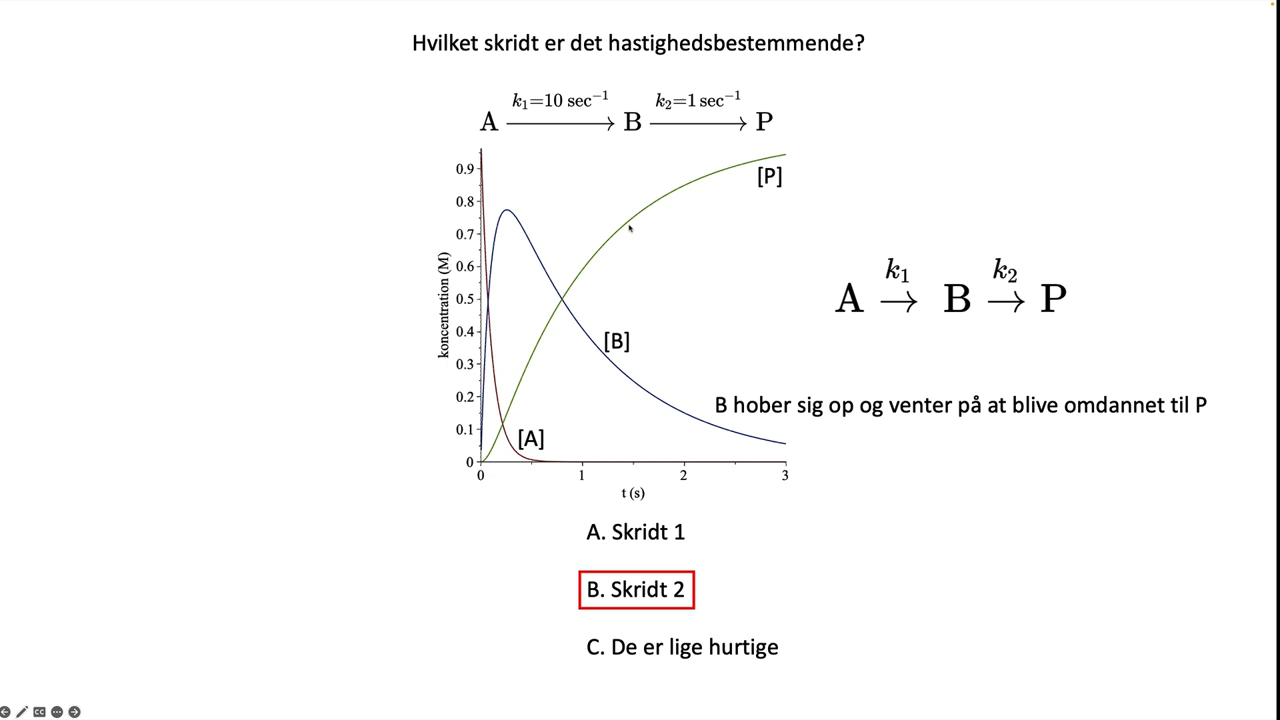 Hvilket skridt er det hastighedsbestemmende?
k₁=10 sec⁻¹ k₂=1 sec⁻¹
A ⟶ B ⟶ P
0.9
0.8
0.7
0.6
0.5
0.4
0.3
0.2
0.1
0
koncentration (M)
[P]
[B]
[A]
0 1 2 3
t (s)
k₁ k₂
A → B → P
B hober sig op og venter på at blive omdannet til P
A. Skridt 1
B. Skridt 2
C. De er lige hurtige